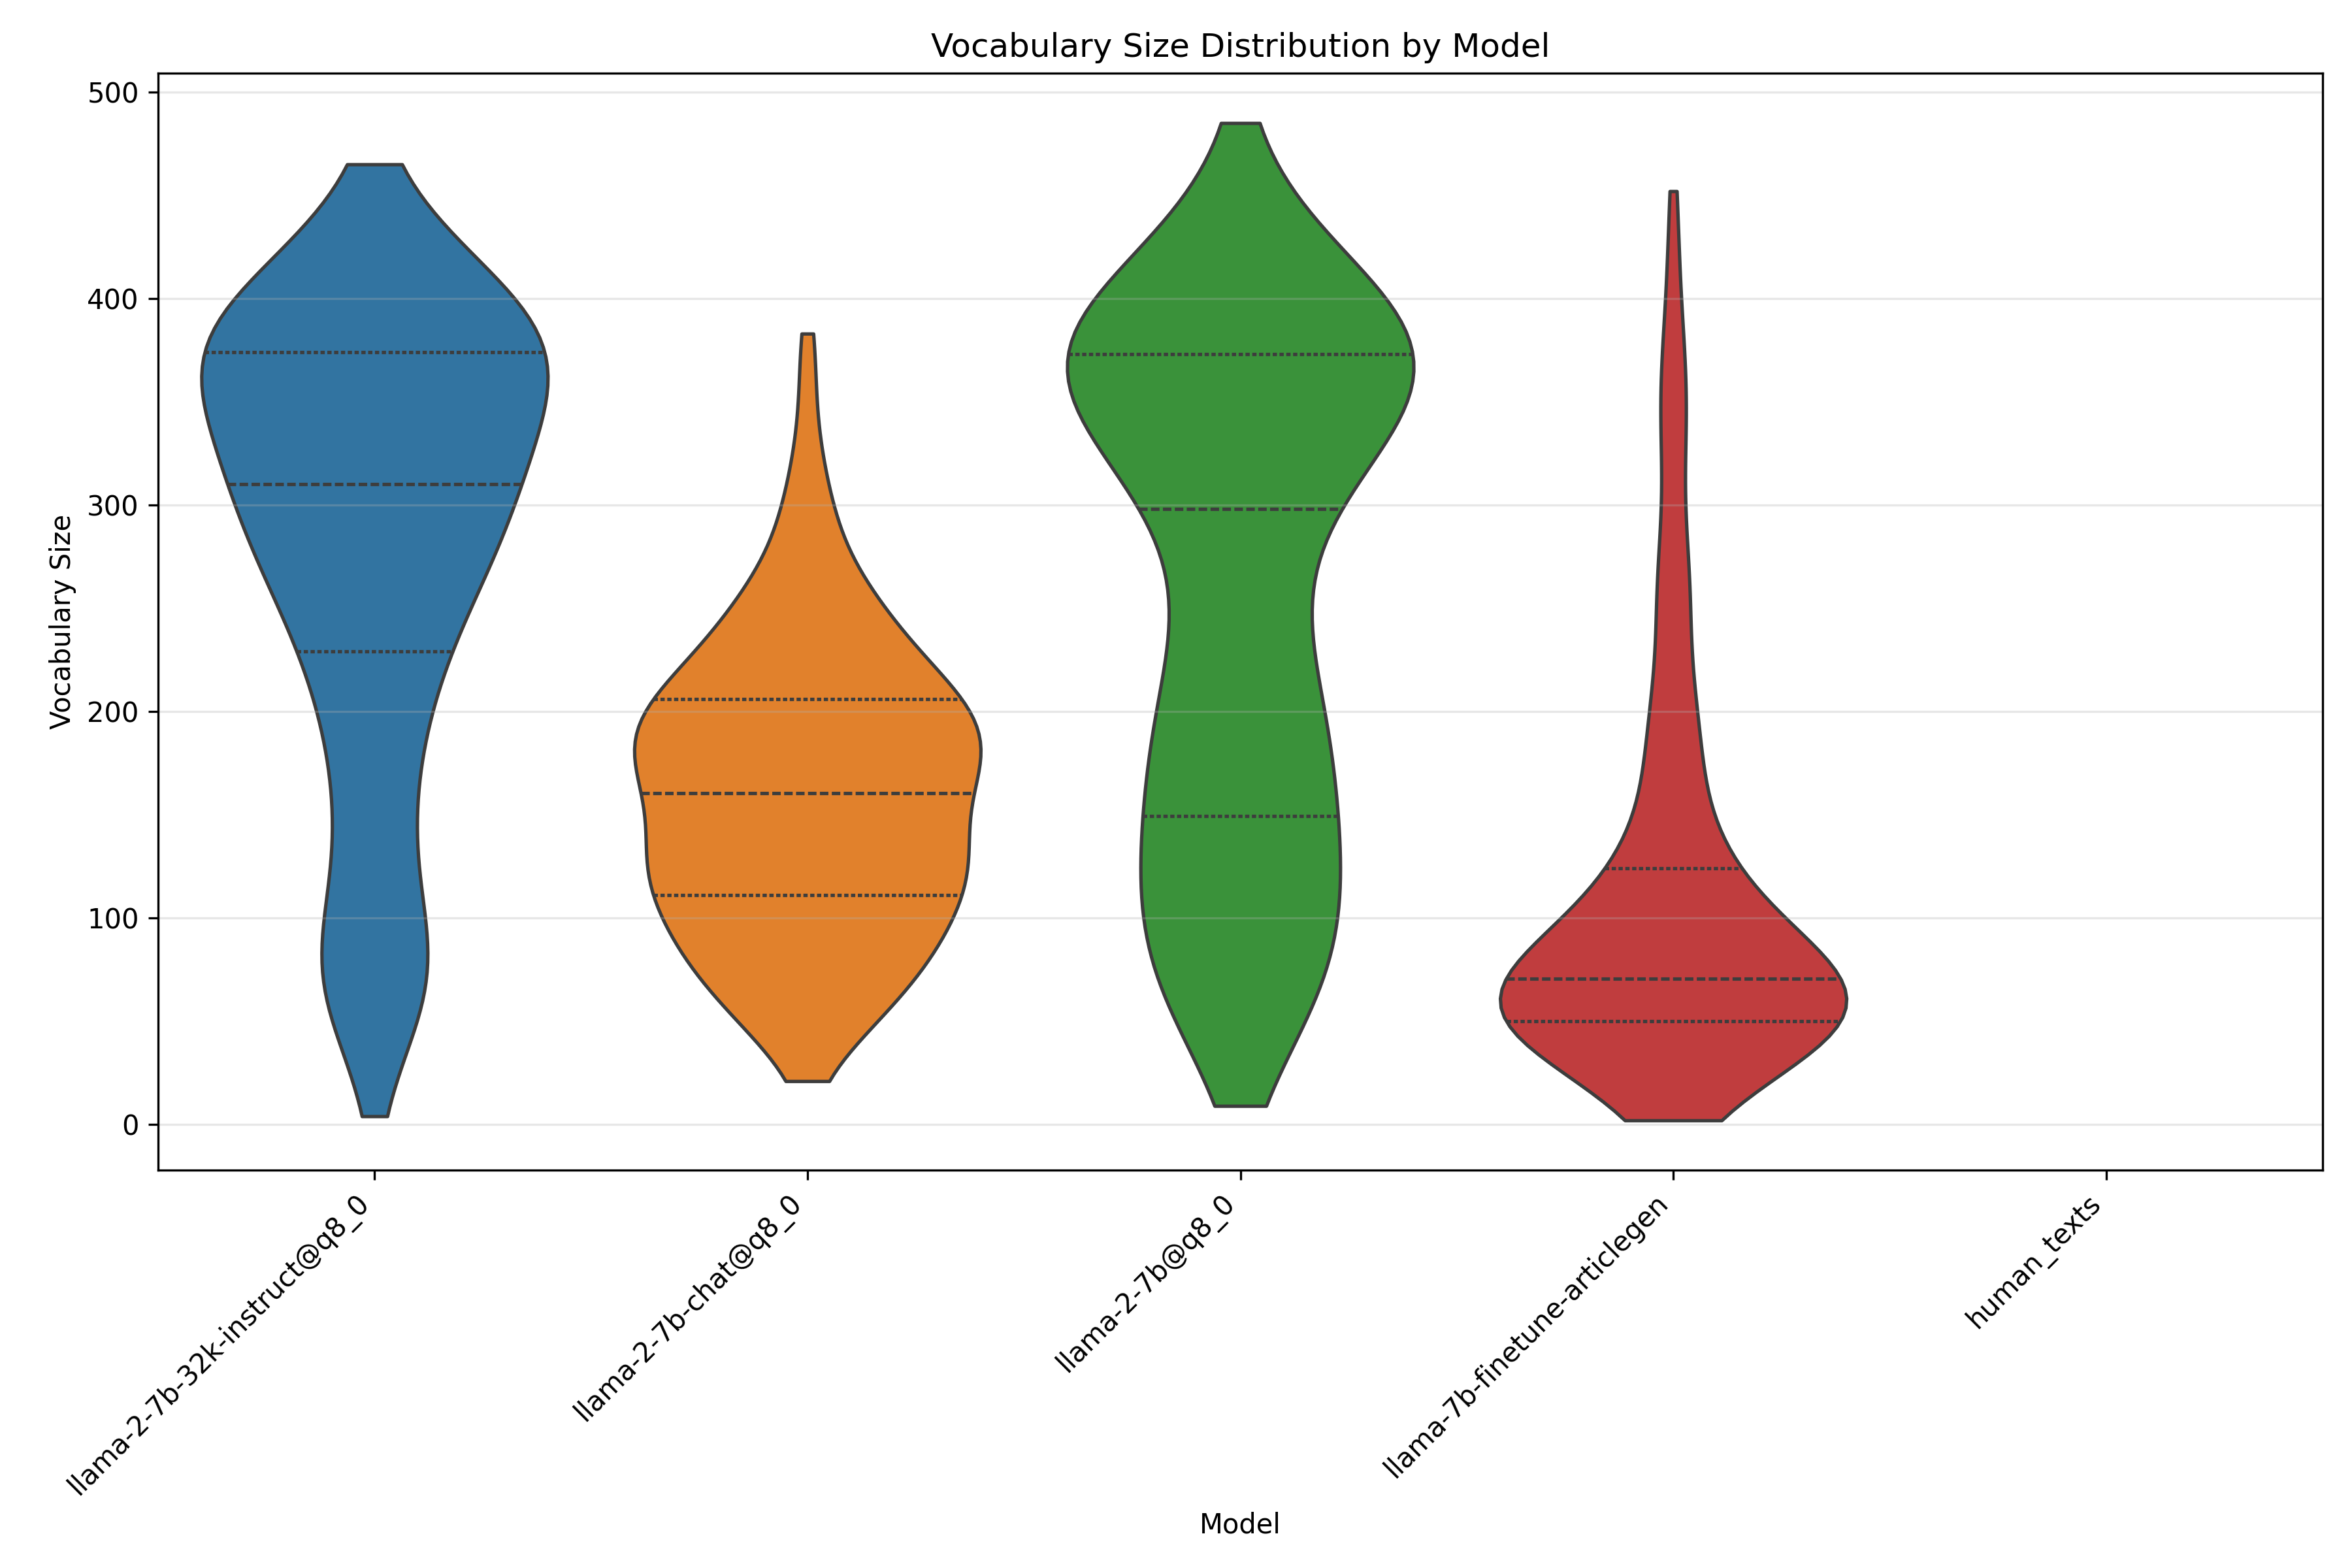 Vocabulary Size Distribution by Model
Vocabulary Size
500
400
300
200
100
0
llama-2-7b-32k-instruct@q8_0
llama-2-7b-chat@q8_0
llama-2-7b@q8_0
llama-7b-finetune-articlegen
human_texts
Model